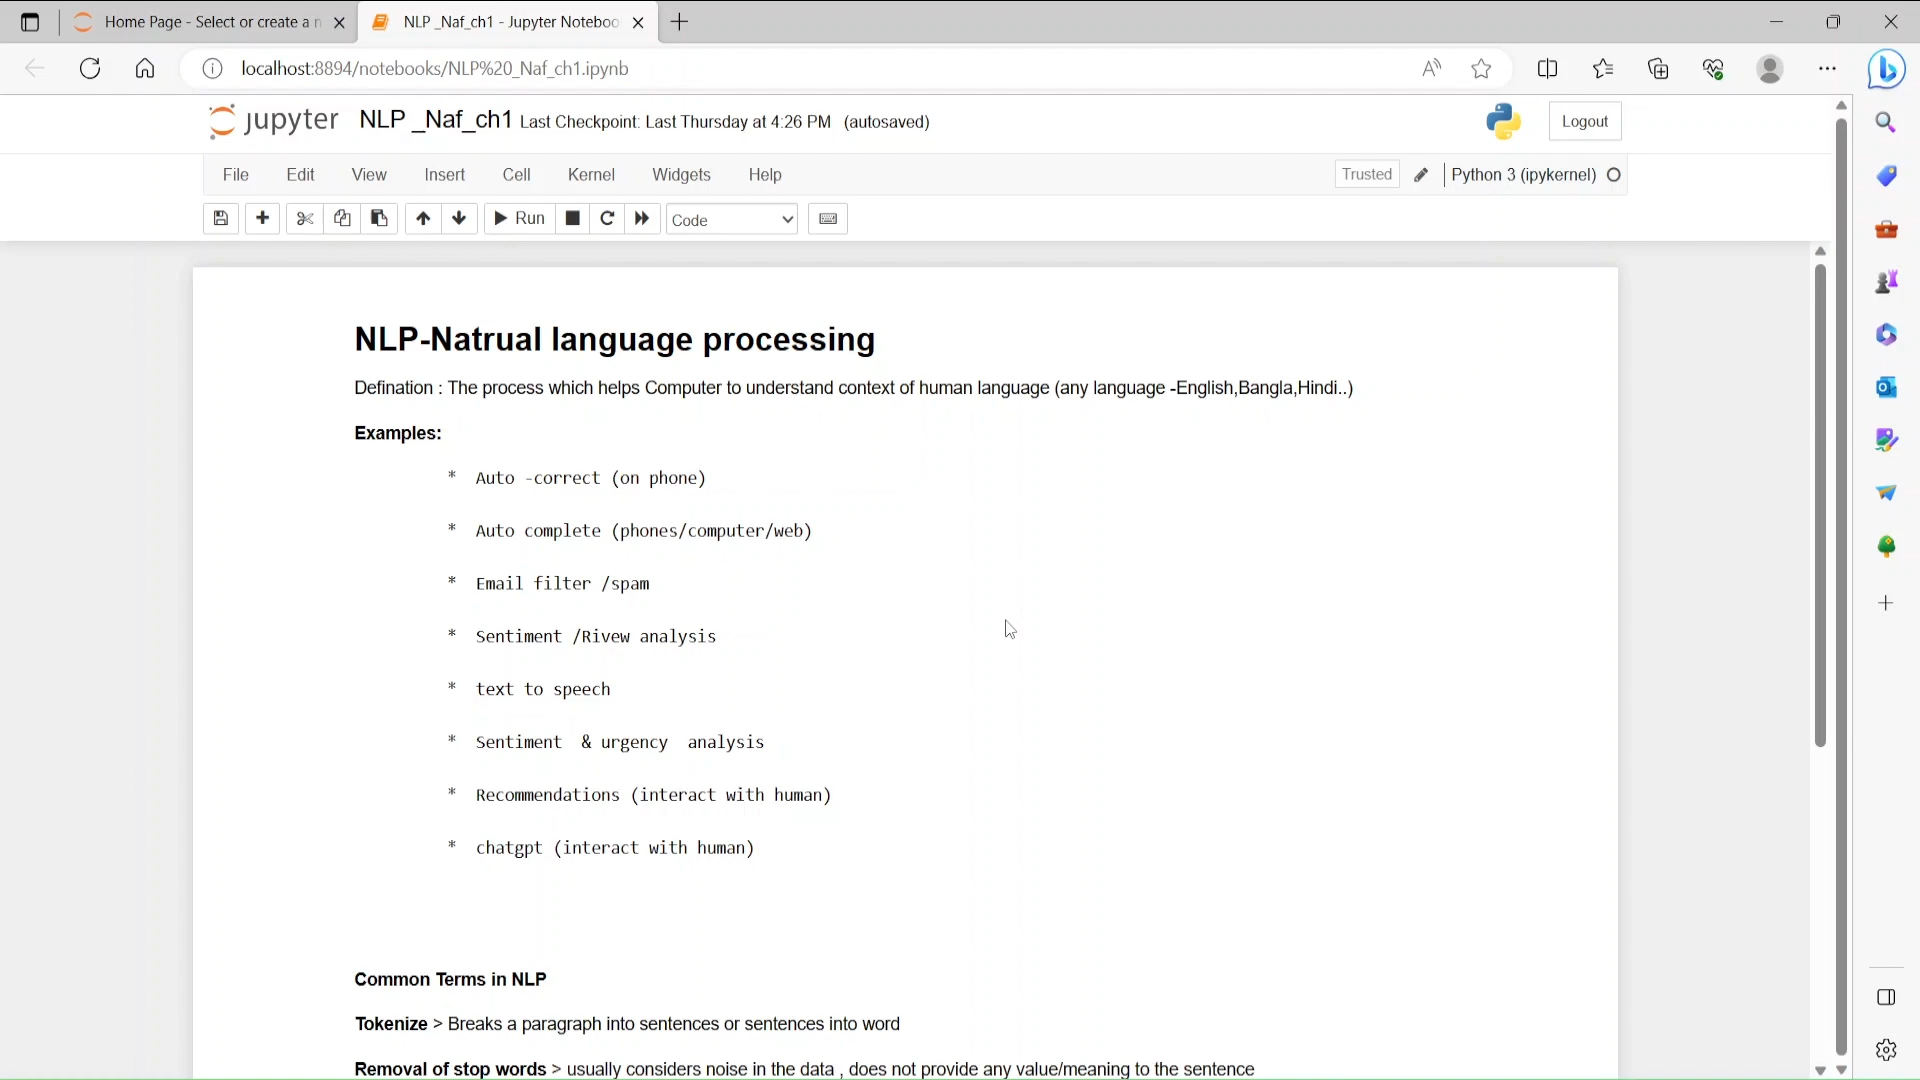 Home Page - Select or create a n
NLP _Naf_ch1 - Jupyter Noteboo
localhost:8894/notebooks/NLP%20_Naf_ch1.ipynb
jupyter NLP _Naf_ch1 Last Checkpoint: Last Thursday at 4:26 PM (autosaved)
Logout
File Edit View Insert Cell Kernel Widgets Help
Trusted
Python 3 (ipykernel)
Run
Code
NLP-Natrual language processing
Defination : The process which helps Computer to understand context of human language (any language -English,Bangla,Hindi..)
Examples:
* Auto -correct (on phone)
* Auto complete (phones/computer/web)
* Email filter /spam
* Sentiment /Rivew analysis
* text to speech
* Sentiment & urgency analysis
* Recommendations (interact with human)
* chatgpt (interact with human)
Common Terms in NLP
Tokenize > Breaks a paragraph into sentences or sentences into word
Removal of stop words > usually considers noise in the data , does not provide any value/meaning to the sentence